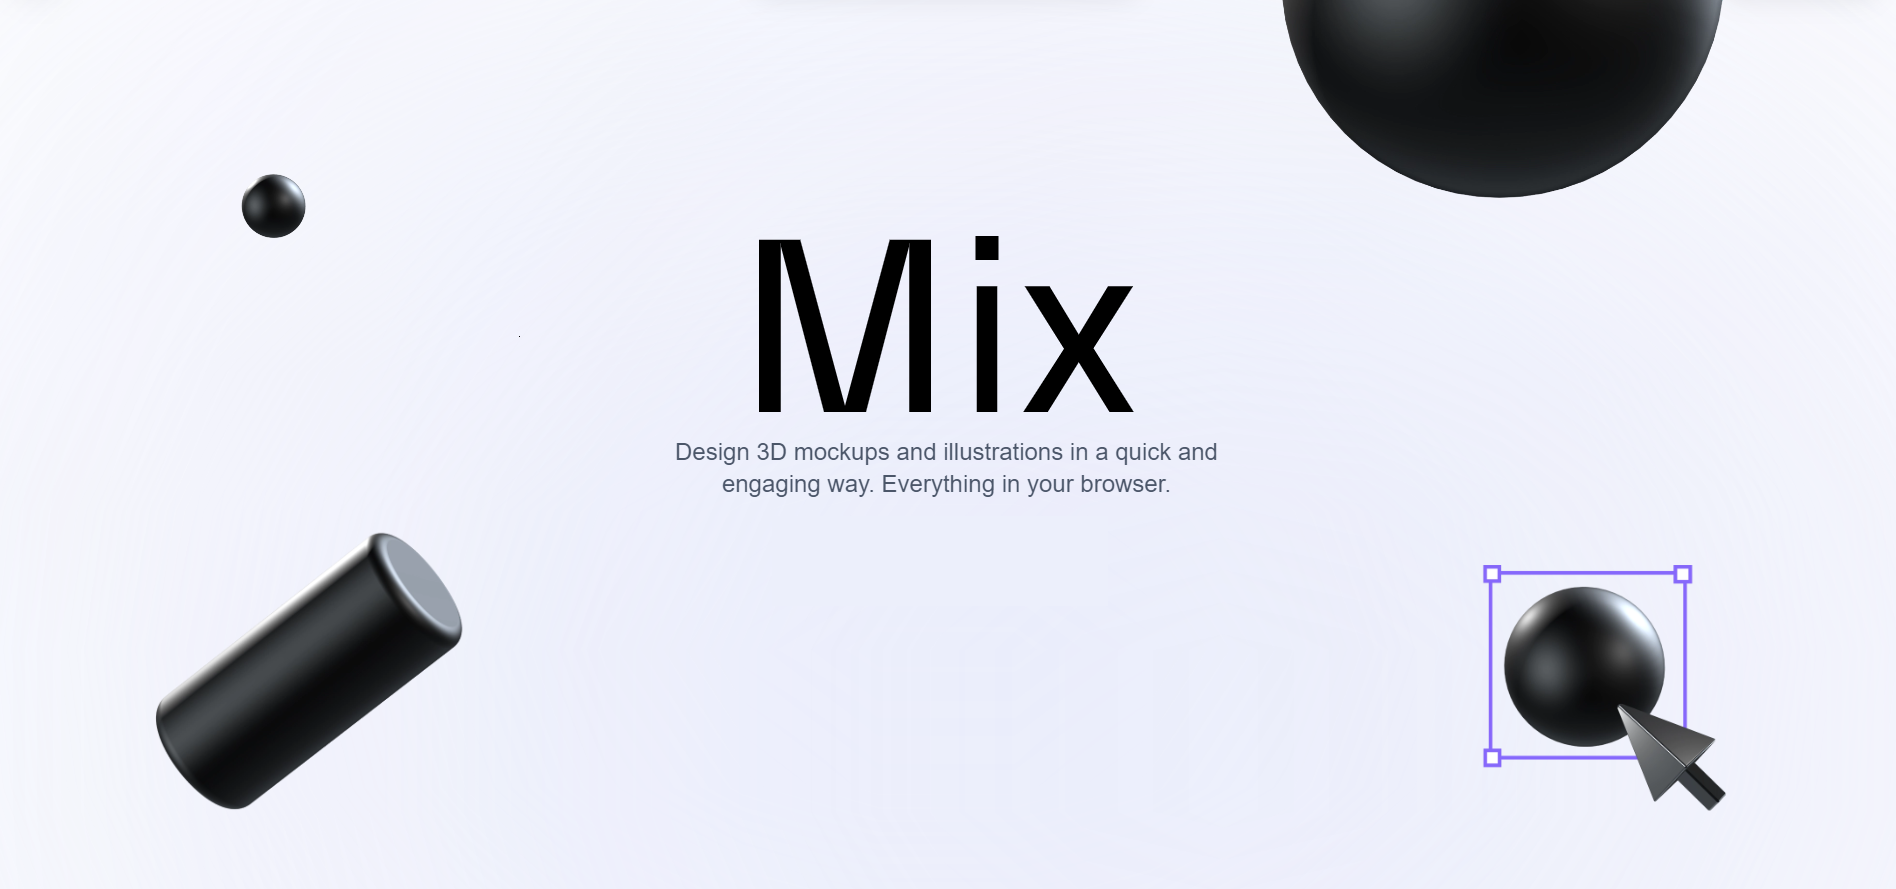 Mix
Design 3D mockups and illustrations in a quick and
engaging way. Everything in your browser.